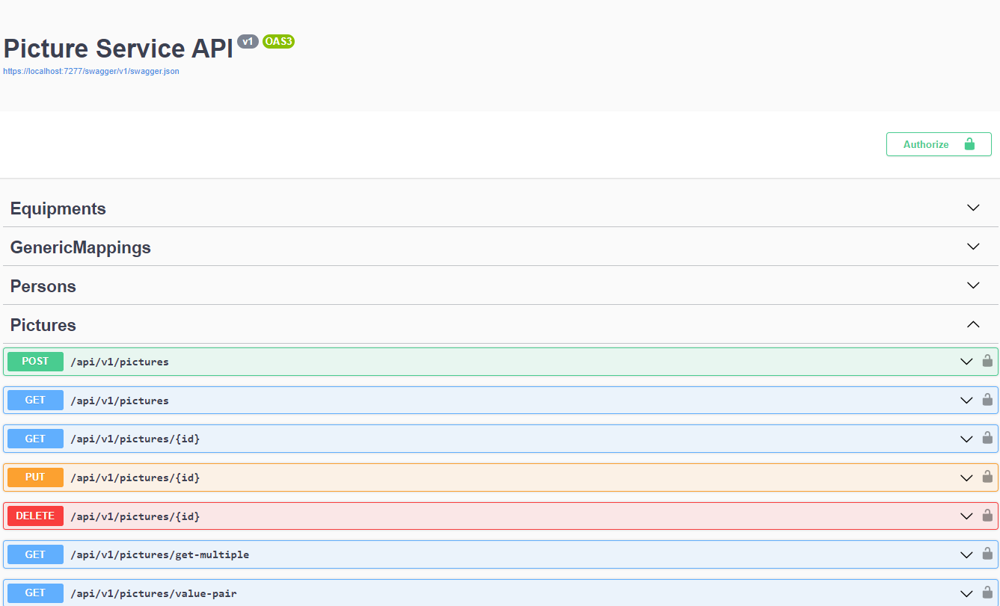 Picture Service API v1 OAS3
https://localhost:7277/swagger/v1/swagger.json
Authorize
Equipments
GenericMappings
Persons
Pictures
POST /api/v1/pictures
GET /api/v1/pictures
GET /api/v1/pictures/{id}
PUT /api/v1/pictures/{id}
DELETE /api/v1/pictures/{id}
GET /api/v1/pictures/get-multiple
GET /api/v1/pictures/value-pair